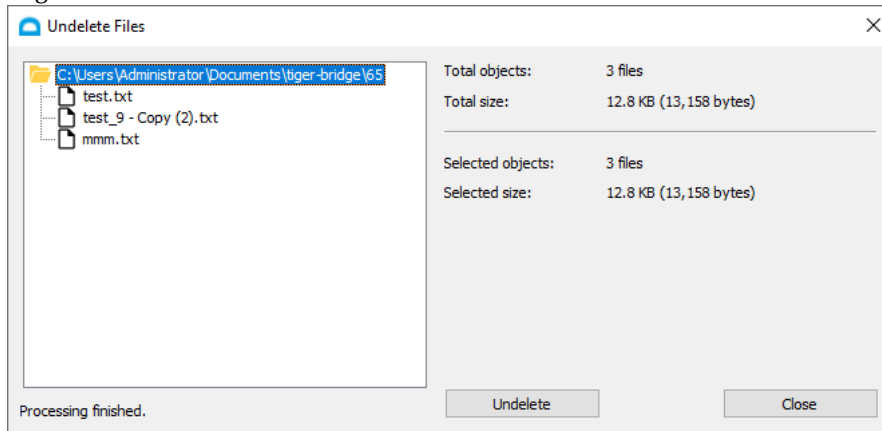 Undelete Files
C:\Users\Administrator\Documents\tiger-bridge\65
test.txt
test_9 - Copy (2).txt
mmm.txt
Total objects: 3 files
Total size: 12.8 KB (13,158 bytes)
Selected objects: 3 files
Selected size: 12.8 KB (13,158 bytes)
Processing finished.
Undelete
Close